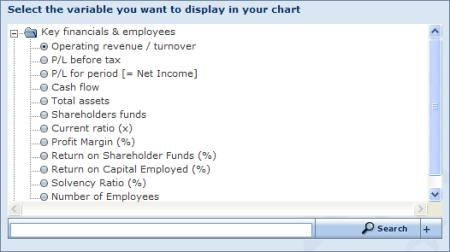 Select the variable you want to display in your chart
Key financials & employees
Operating revenue / turnover
P/L before tax
P/L for period [= Net Income]
Cash flow
Total assets
Shareholders funds
Current ratio (x)
Profit Margin (%)
Return on Shareholder Funds (%)
Return on Capital Employed (%)
Solvency Ratio (%)
Number of Employees
Search +